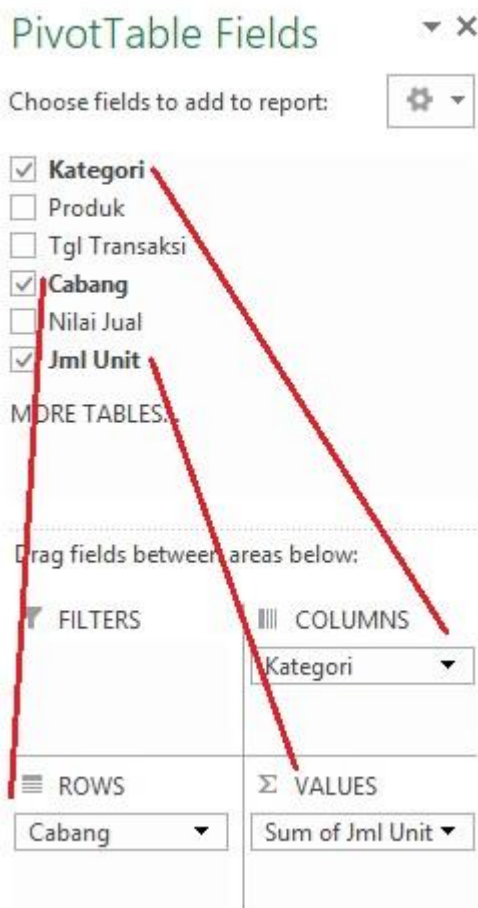 PivotTable Fields
Choose fields to add to report:
Kategori
Produk
Tgl Transaksi
Cabang
Nilai Jual
Jml Unit
MORE TABLES...
Drag fields between areas below:
FILTERS
COLUMNS
Kategori
ROWS
Σ VALUES
Cabang
Sum of Jml Unit